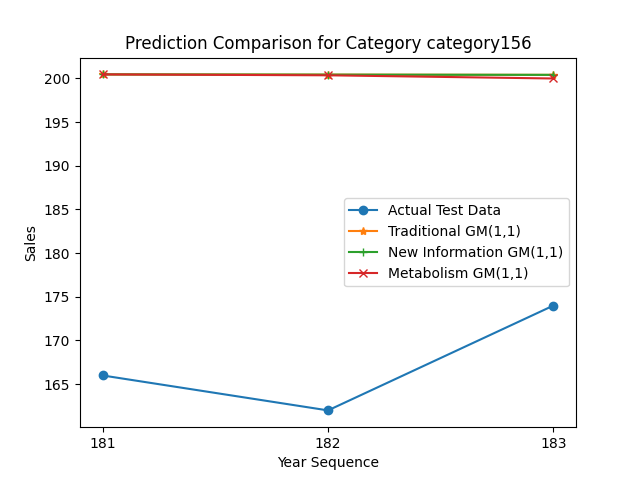 Prediction Comparison for Category category156
200
195
190
185
180
175
170
165
Sales
Actual Test Data
Traditional GM(1,1)
New Information GM(1,1)
Metabolism GM(1,1)
181 182 183
Year Sequence